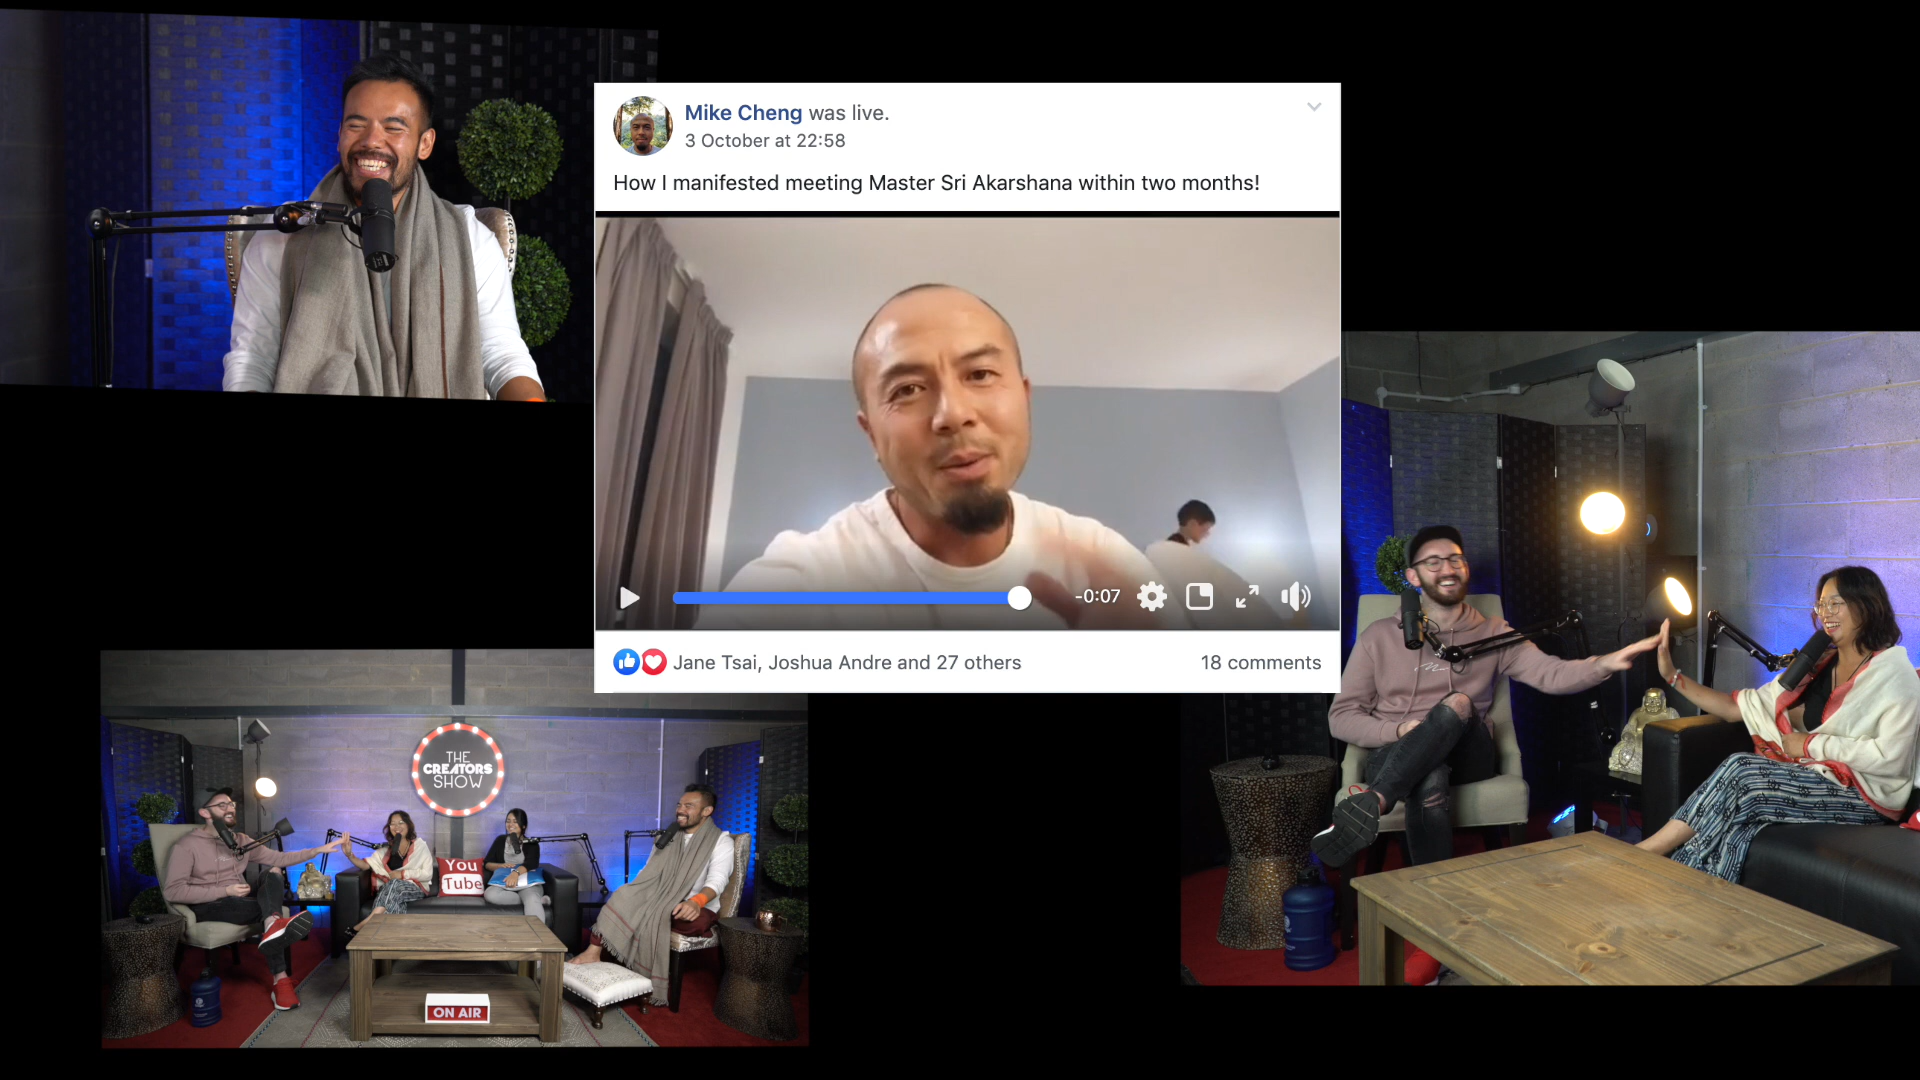 Mike Cheng was live.
3 October at 22:58
How I manifested meeting Master Sri Akarshana within two months!
-0:07
Jane Tsai, Joshua Andre and 27 others
18 comments
THE
CREATORS
SHOW
You
Tube
ON AIR